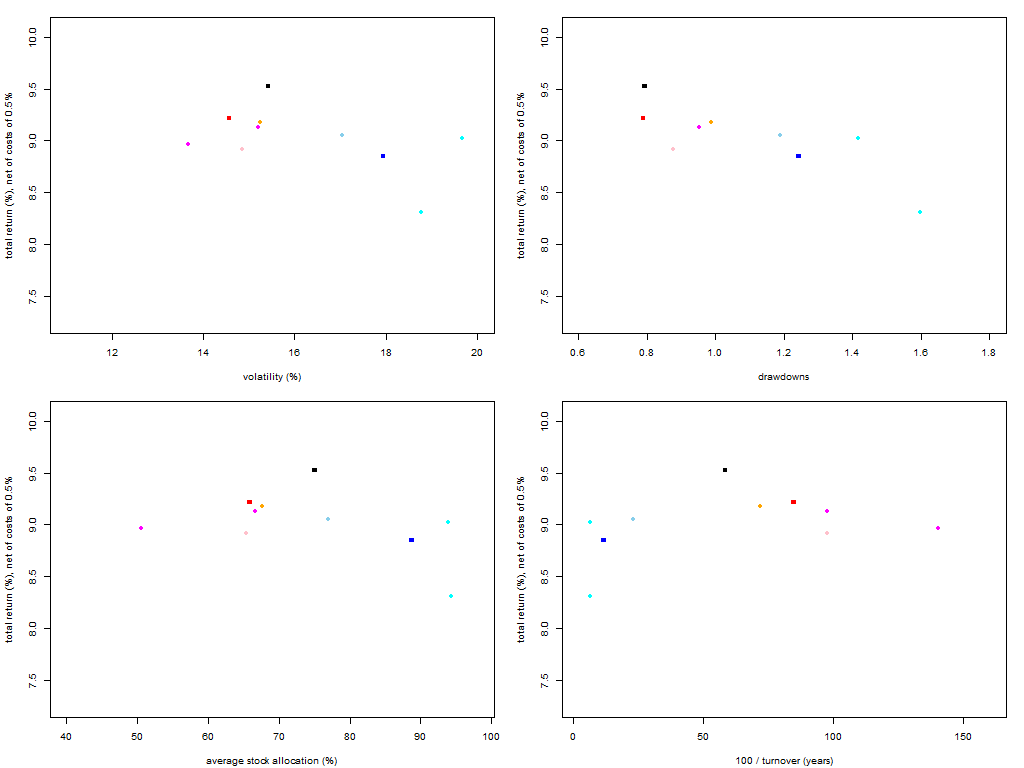 10.0
9.5
9.0
8.5
8.0
7.5
total return (%), net of costs of 0.5%
12 14 16 18 20
volatility (%)
10.0
9.5
9.0
8.5
8.0
7.5
total return (%), net of costs of 0.5%
0.6 0.8 1.0 1.2 1.4 1.6 1.8
drawdowns
10.0
9.5
9.0
8.5
8.0
7.5
total return (%), net of costs of 0.5%
40 50 60 70 80 90 100
average stock allocation (%)
10.0
9.5
9.0
8.5
8.0
7.5
total return (%), net of costs of 0.5%
0 50 100 150
100 / turnover (years)